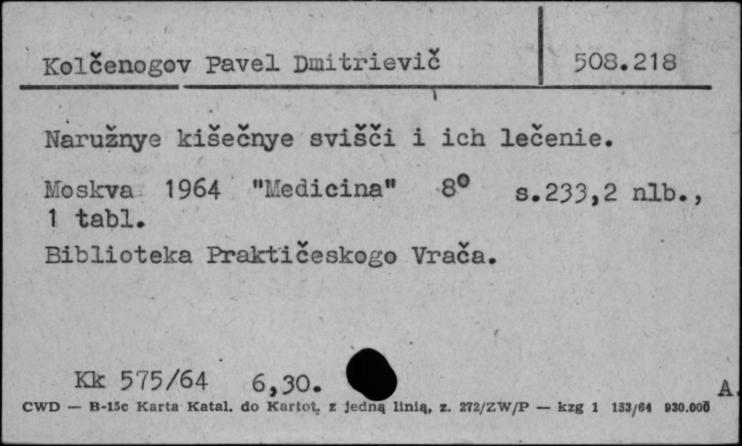 Kolčenogov Pavel Dmitrievič 508.218
Naružnye kišečnye svišči i ich lečenie.
Moskva 1964 "Medicina" 8° s.233,2 nlb.,
1 tabl.
Biblioteka Praktičeskogo Vrača.
Kk 575/64 6,30.
A.
CWD — B-15c Karta Katal. do Kartot. z jedną linią, z. 272/ZW/P — kzg 1 153/64 930.000